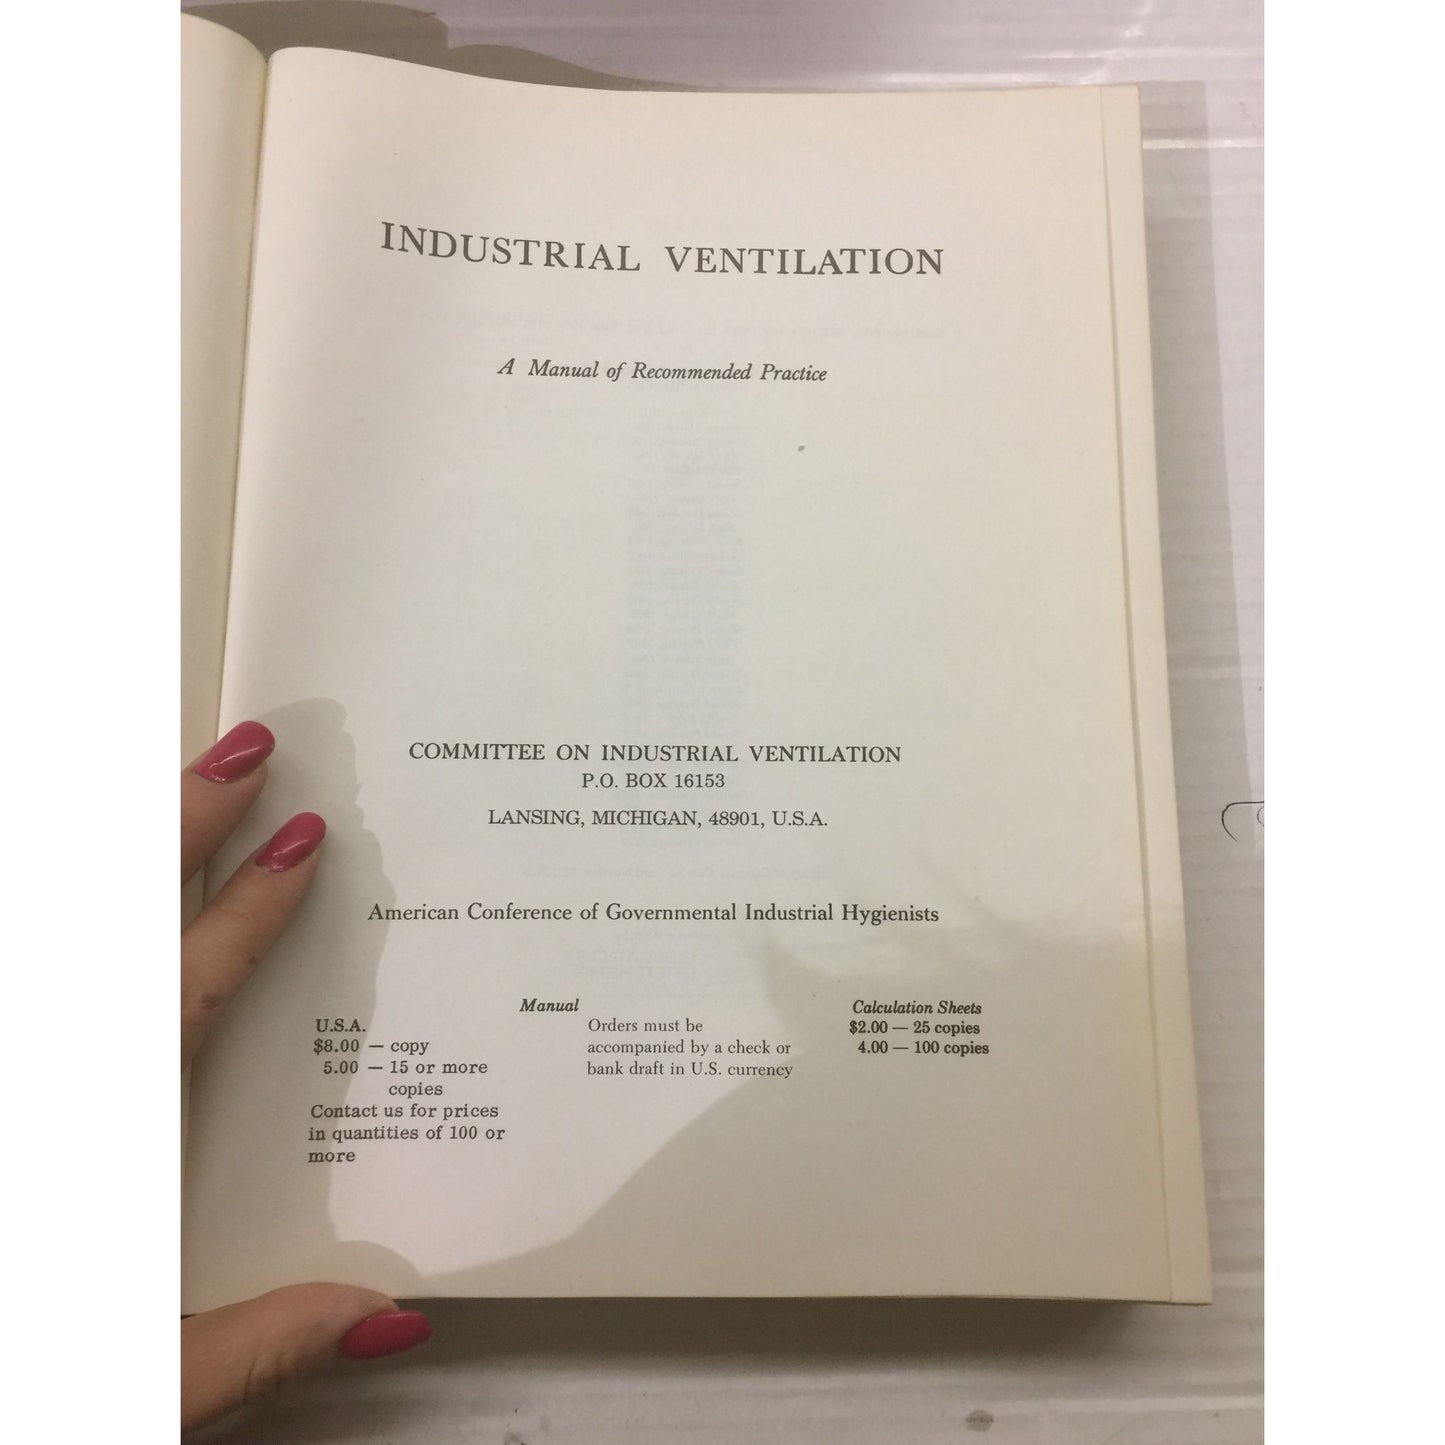 INDUSTRIAL VENTILATION
A Manual of Recommended Practice
COMMITTEE ON INDUSTRIAL VENTILATION
P.O. BOX 16153
LANSING, MICHIGAN, 48901, U.S.A.
American Conference of Governmental Industrial Hygienists
Manual
U.S.A.
$8.00 — copy
5.00 — 15 or more
copies
Contact us for prices
in quantities of 100 or
more
Orders must be
accompanied by a check or
bank draft in U.S. currency
Calculation Sheets
$2.00 — 25 copies
4.00 — 100 copies